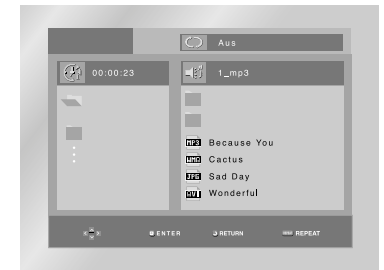 Aus
00:00:23
1_mp3
MP3 Because You
WMA Cactus
JPG Sad Day
AVI Wonderful
ENTER RETURN REPEAT